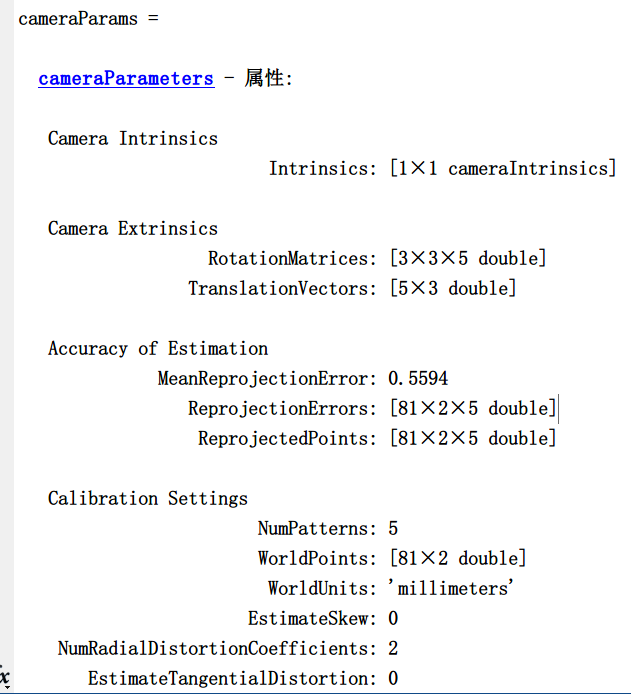 cameraParams =
cameraParameters - 属性:
Camera Intrinsics
Intrinsics: [1×1 cameraIntrinsics]
Camera Extrinsics
RotationMatrices: [3×3×5 double]
TranslationVectors: [5×3 double]
Accuracy of Estimation
MeanReprojectionError: 0.5594
ReprojectionErrors: [81×2×5 double]
ReprojectedPoints: [81×2×5 double]
Calibration Settings
NumPatterns: 5
WorldPoints: [81×2 double]
WorldUnits: 'millimeters'
EstimateSkew: 0
NumRadialDistortionCoefficients: 2
EstimateTangentialDistortion: 0